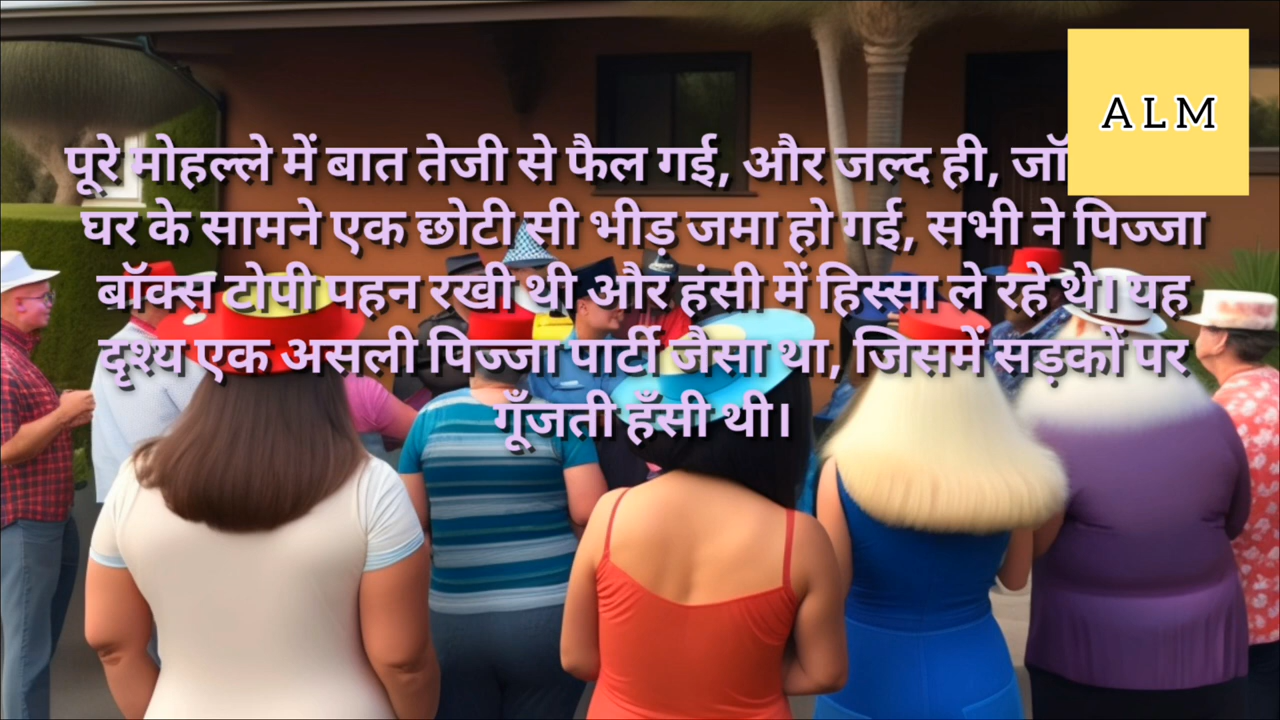 पूरे मोहल्ले में बात तेजी से फैल गई, और जल्द ही,
ALM
घर के सामने एक छोटी सी भीड़ जमा हो गई, सभी ने पिज्जा
बॉक्स टोपी पहन रखी थी और हंसी में हिस्सा ले रहे थे। यह
दृश्य एक असली पिज्जा पार्टी जैसा था, जिसमें सड़कों पर
गूँजती हँसी थी।